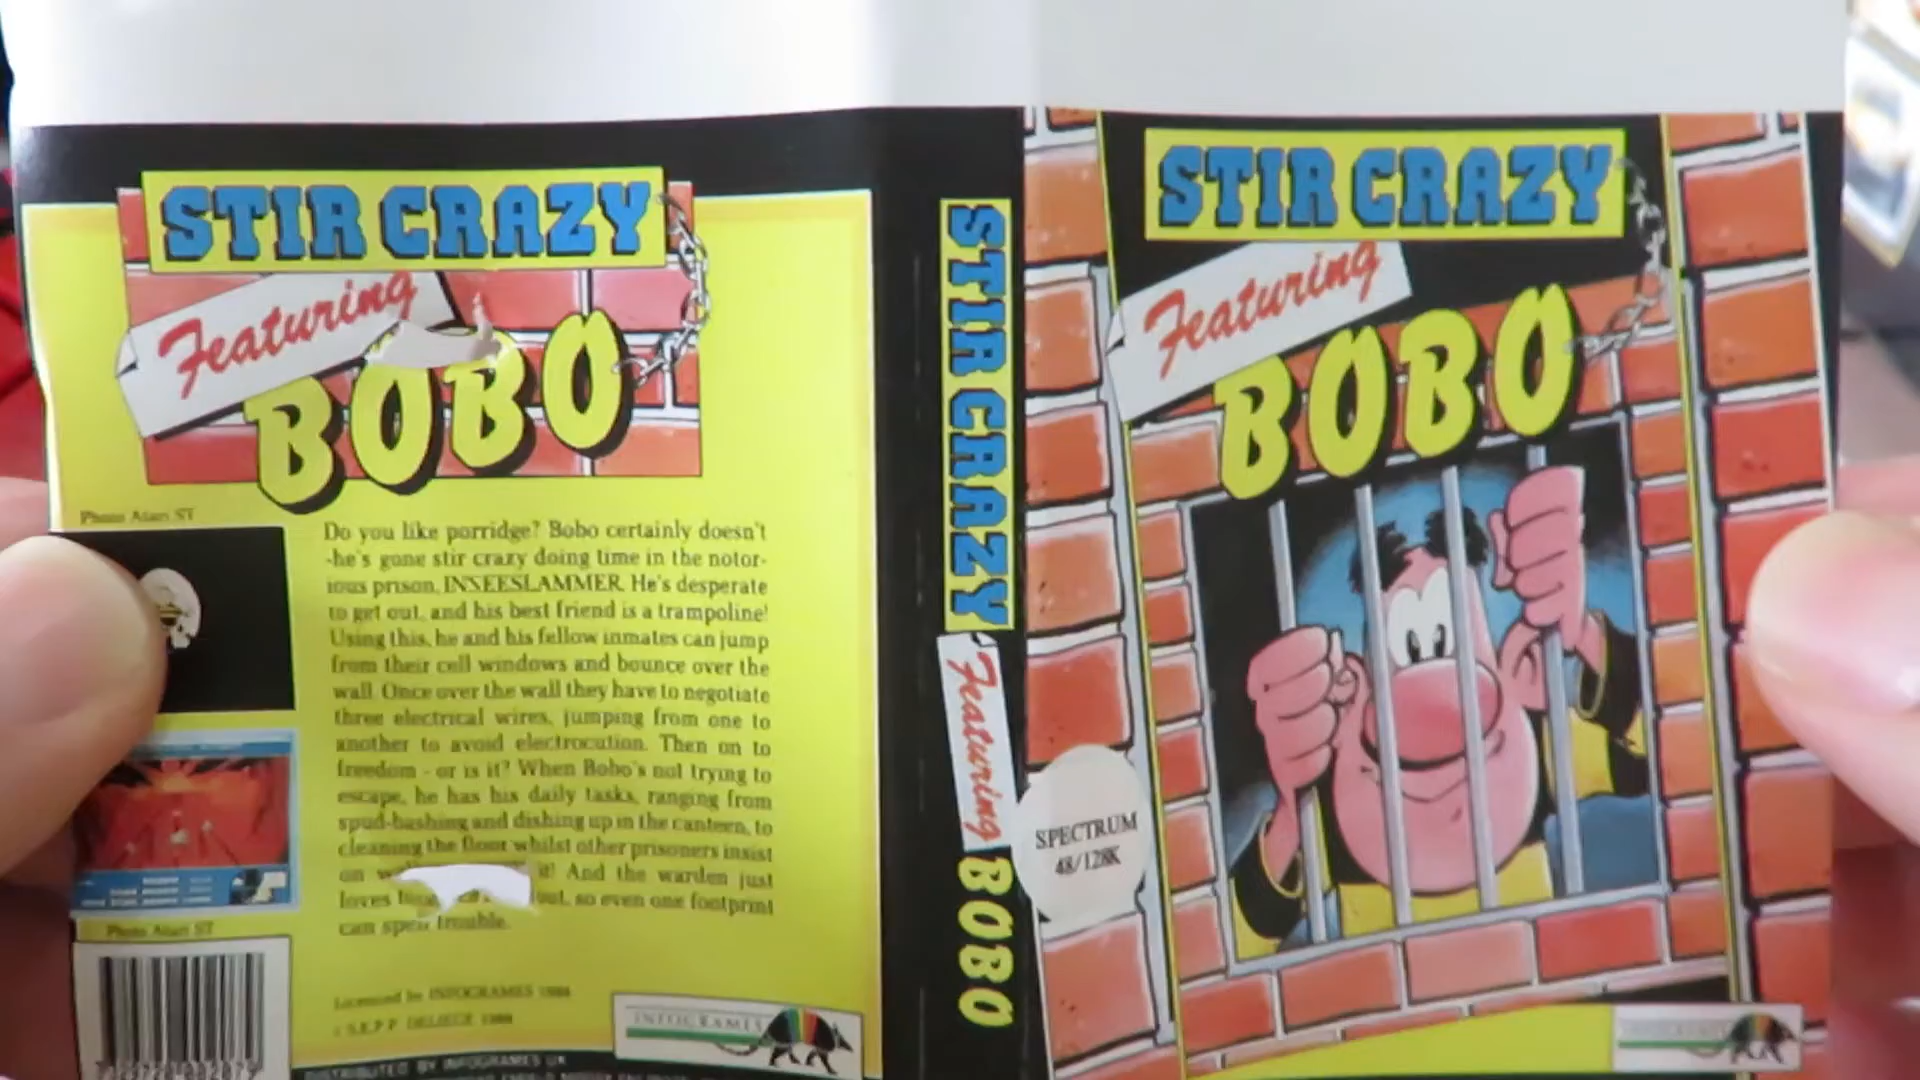 STIR CRAZY
Featuring
BOBO
Photo Atari ST
Do you like porridge? Bobo certainly doesn't
-he's gone stir crazy doing time in the notor-
ious prison, INSEESLAMMER. He's desperate
to get out, and his best friend is a trampoline!
Using this, he and his fellow inmates can jump
from their cell windows and bounce over the
wall. Once over the wall they have to negotiate
three electrical wires, jumping from one to
another to avoid electrocution. Then on to
freedom - or is it? When Bobo's not trying to
escape, he has his daily tasks, ranging from
spud-bashing and dishing up in the canteen, to
cleaning the floor whilst other prisoners insist
on it! And the warden just
loves out, so even one footprint
can spell trouble.
Photo Atari ST
Licensed by INFOGRAMES 1988
DELIEGE 1988
INFOGRAMES
DISTRIBUTED BY INFOGRAMES UK
STIR CRAZY Featuring BOBO
STIR CRAZY
Featuring
BOBO
SPECTRUM
48/128K
INFOGRAMES